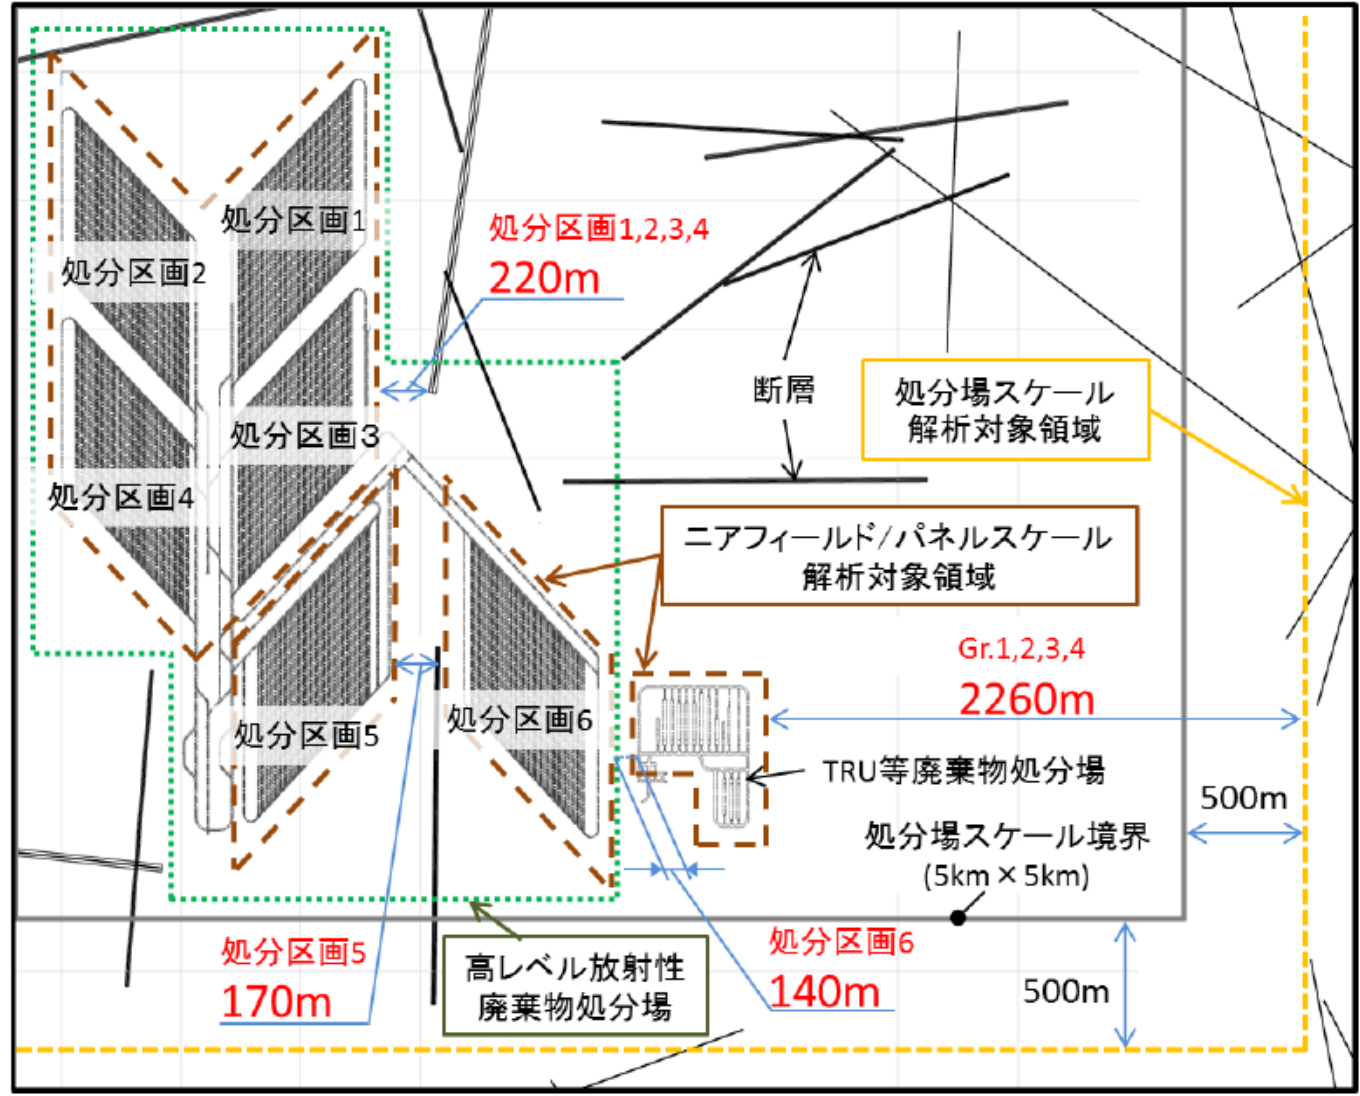 処分区画1
処分区画1,2,3,4
220m
処分区画2
断層
処分場スケール
解析対象領域
処分区画3
処分区画4
ニアフィールド/パネルスケール
解析対象領域
Gr.1,2,3,4
2260m
処分区画6
処分区画5
TRU等廃棄物処分場
500m
処分場スケール境界
(5km×5km)
処分区画5
170m
高レベル放射性
廃棄物処分場
処分区画6
140m
500m